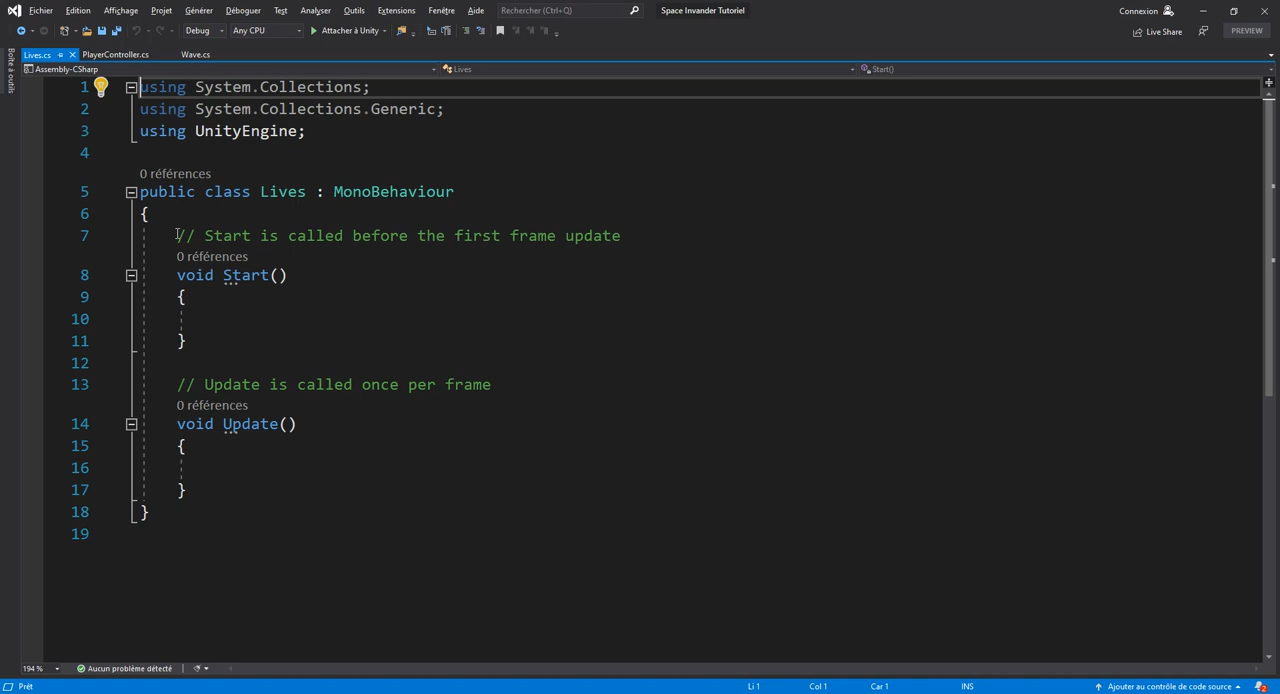 Fichier Edition Affichage Projet Générer Déboguer Test Analyser Outils Extensions Fenêtre Aide Rechercher (Ctrl+Q) Space Invander Tutoriel Connexion
Debug Any CPU Attacher à Unity Live Share PREVIEW
Boîte à outils
Lives.cs PlayerController.cs Wave.cs
Assembly-CSharp Lives Start()
1 using System.Collections;
2 using System.Collections.Generic;
3 using UnityEngine;
4
0 références
5 public class Lives : MonoBehaviour
6 {
7 // Start is called before the first frame update
0 références
8 void Start()
9 {
10
11 }
12
13 // Update is called once per frame
0 références
14 void Update()
15 {
16
17 }
18 }
19
194 % Aucun problème détecté
Prêt Li 1 Col 1 Car 1 INS Ajouter au contrôle de code source 2